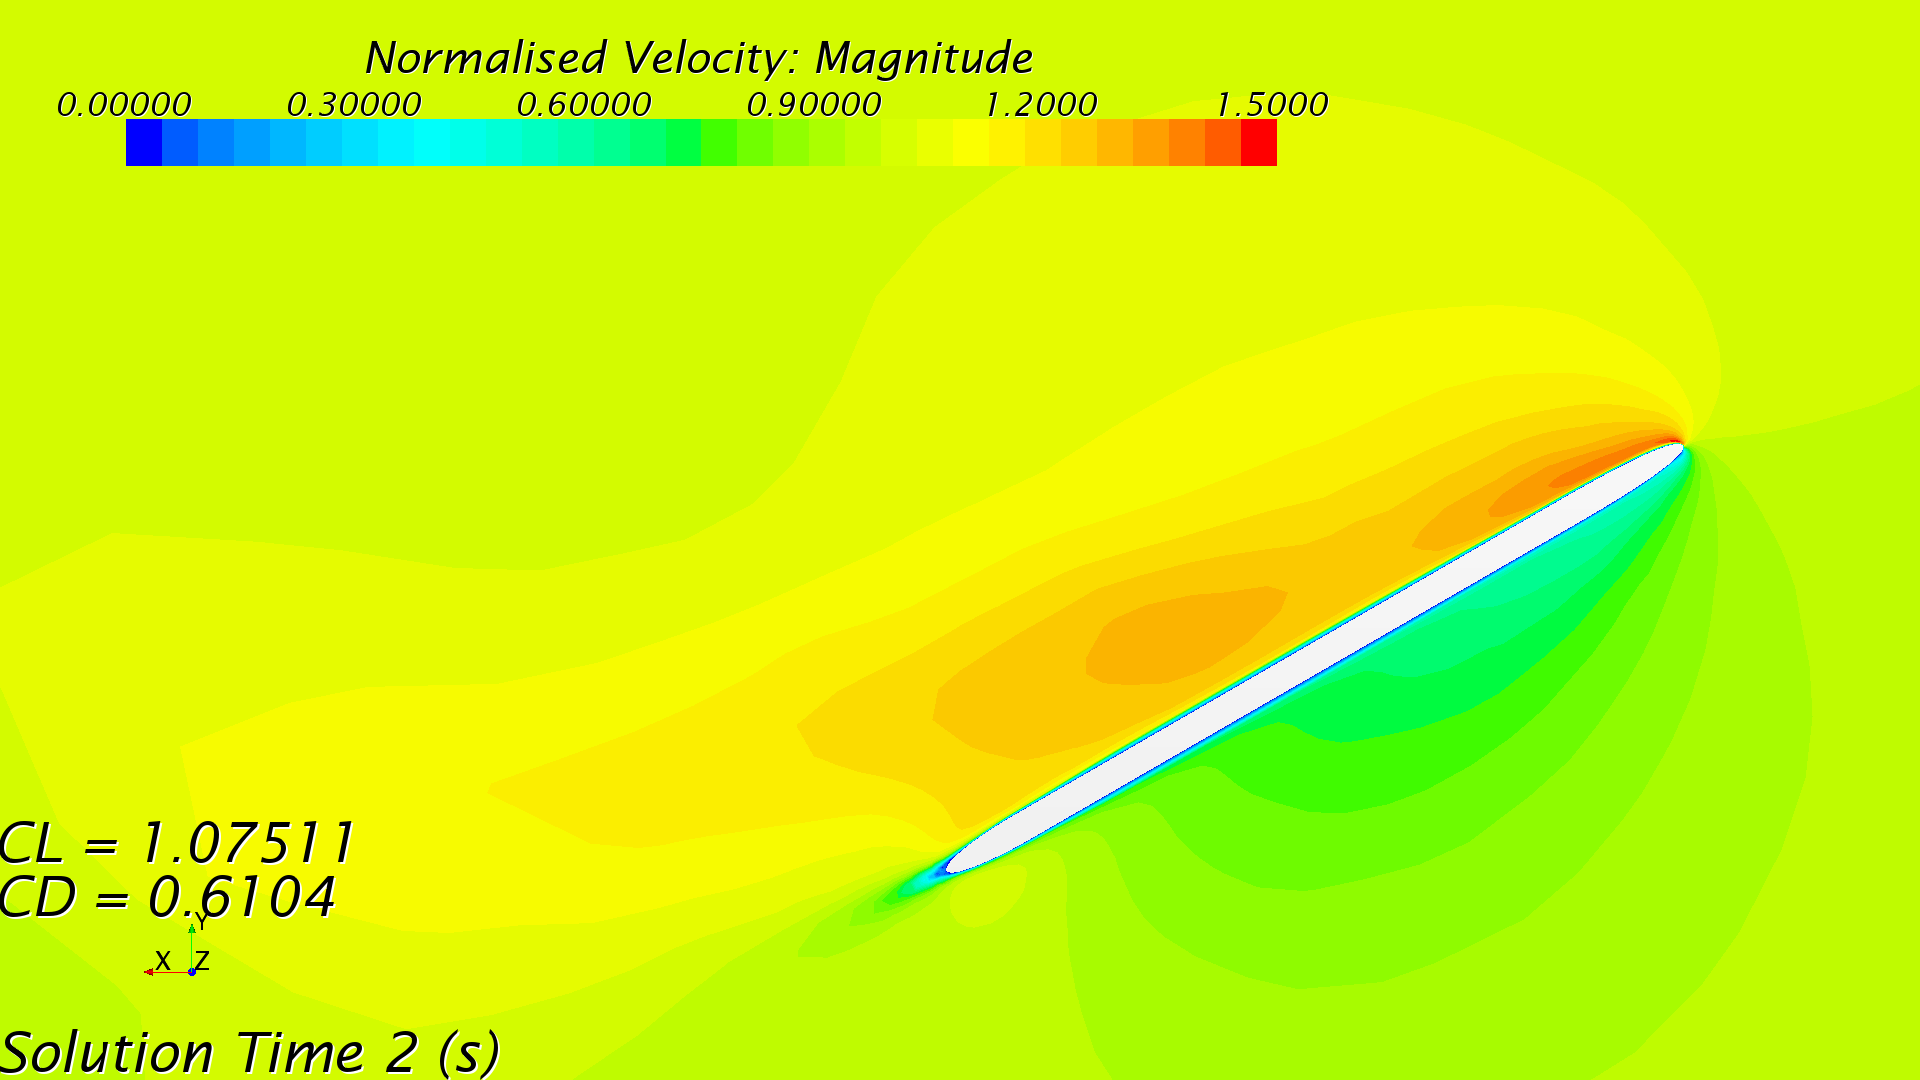 Normalised Velocity: Magnitude
0.00000 0.30000 0.60000 0.90000 1.2000 1.5000
CL = 1.07511
CD = 0.6104
Y
X Z
Solution Time 2 (s)